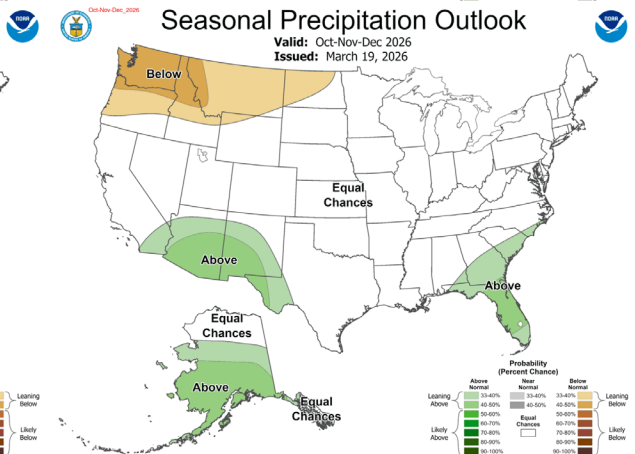 NOAA
Oct-Nov-Dec_2026
Seasonal Precipitation Outlook
NOAA
Valid: Oct-Nov-Dec 2026
Issued: March 19, 2026
Below
Equal
Chances
Above
Above
Equal
Chances
Above
Equal
Chances
Probability
(Percent Chance)
Above
Normal
Near
Normal
Below
Normal
Leaning
Below
Likely
Below
Leaning
Above
Likely
Above
33-40%
40-50%
50-60%
60-70%
70-80%
80-90%
90-100%
33-40%
40-50%
Equal
Chances
33-40%
40-50%
50-60%
60-70%
70-80%
80-90%
90-100%
Leaning
Below
Likely
Below